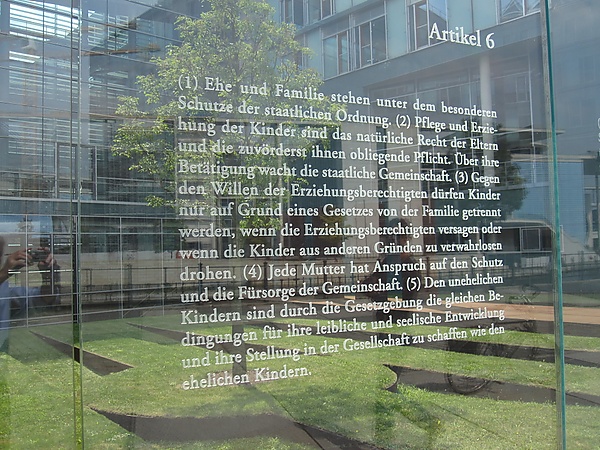 Artikel 6
(1) Ehe und Familie stehen unter dem besonderen
Schutze der staatlichen Ordnung. (2) Pflege und Erzie-
hung der Kinder sind das natürliche Recht der Eltern
und die zuvörderst ihnen obliegende Pflicht. Über ihre
Betätigung wacht die staatliche Gemeinschaft. (3) Gegen
den Willen der Erziehungsberechtigten dürfen Kinder
nur auf Grund eines Gesetzes von der Familie getrennt
werden, wenn die Erziehungsberechtigten versagen oder
wenn die Kinder aus anderen Gründen zu verwahrlosen
drohen. (4) Jede Mutter hat Anspruch auf den Schutz
und die Fürsorge der Gemeinschaft. (5) Den unehelichen
Kindern sind durch die Gesetzgebung die gleichen Be-
dingungen für ihre leibliche und seelische Entwicklung
und ihre Stellung in der Gesellschaft zu schaffen wie den
ehelichen Kindern.